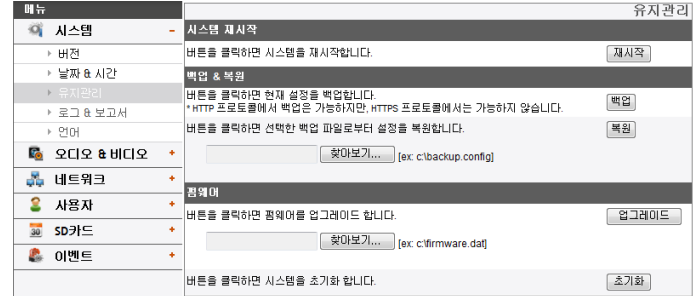 메뉴
유지관리
시스템 -
시스템 재시작
버전
버튼을 클릭하면 시스템을 재시작합니다. 재시작
날짜 & 시간
백업 & 복원
유지관리
버튼을 클릭하면 현재 설정을 백업합니다. 백업
* HTTP 프로토콜에서 백업은 가능하지만, HTTPS 프로토콜에서는 가능하지 않습니다.
로그 & 보고서
버튼을 클릭하면 선택한 백업 파일로부터 설정을 복원합니다. 복원
언어
오디오 & 비디오 +
찾아보기... [ex: c:\backup.config]
네트워크 +
펌웨어
사용자 +
버튼을 클릭하면 펌웨어를 업그레이드 합니다. 업그레이드
SD카드 +
찾아보기... [ex: c:\firmware.dat]
이벤트 +
버튼을 클릭하면 시스템을 초기화 합니다. 초기화